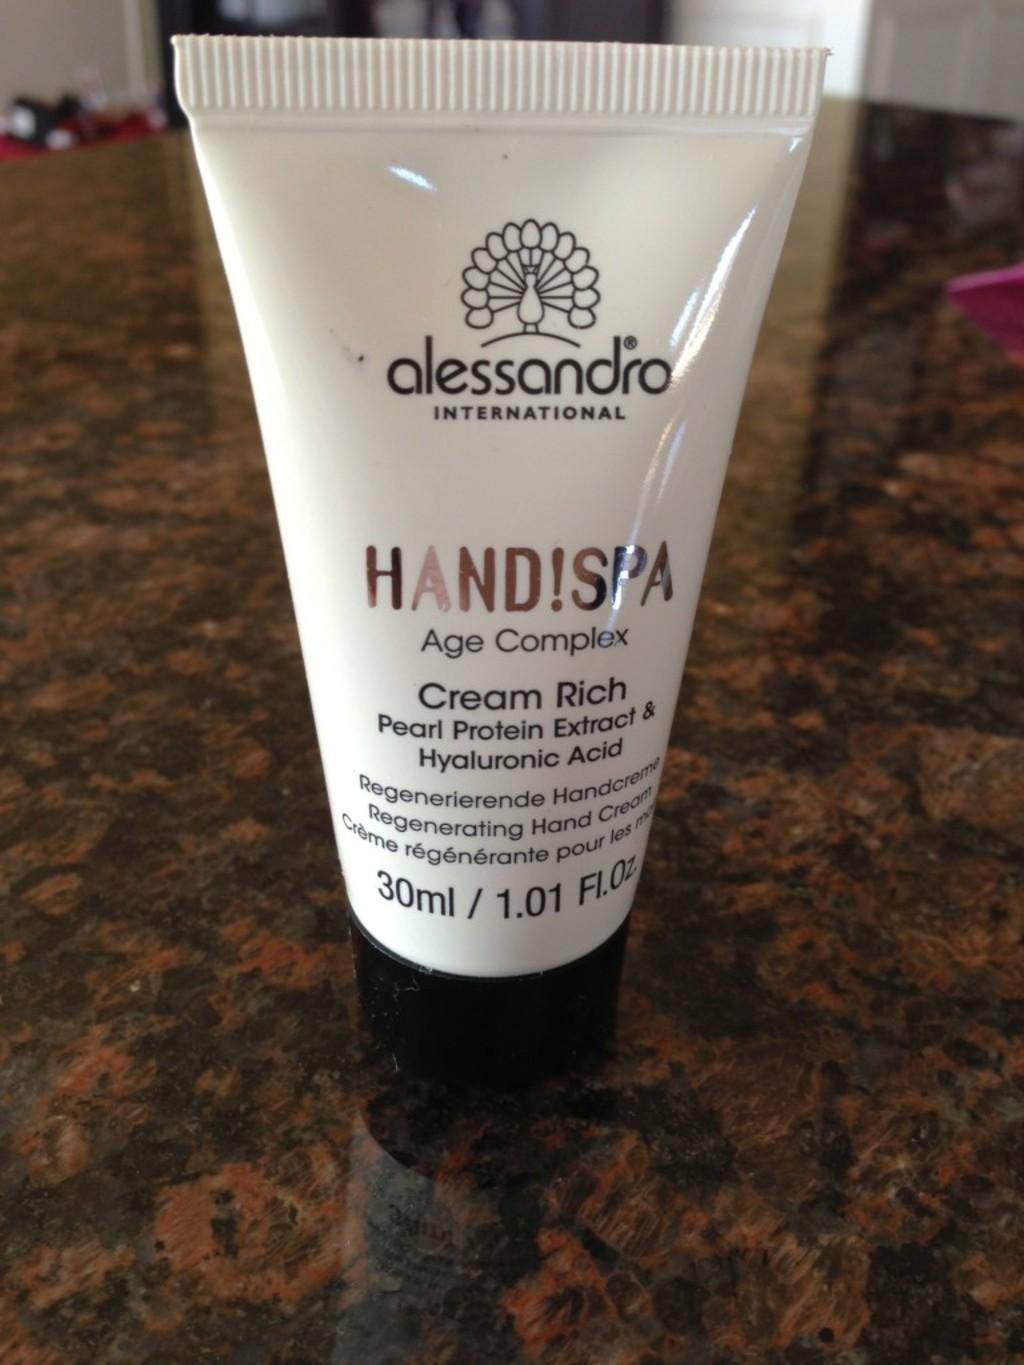 alessandro®
INTERNATIONAL
HAND!SPA
Age Complex
Cream Rich
Pearl Protein Extract &
Hyaluronic Acid
Regenerierende Handcreme
Regenerating Hand Cream
Crème régénérante pour les
30ml / 1.01 Fl.Oz.